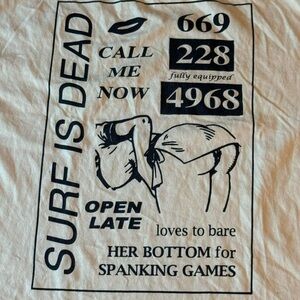 SURF IS DEAD
CALL
ME
NOW
669
228
fully equipped
4968
OPEN
LATE
loves to bare
HER BOTTOM for
SPANKING GAMES